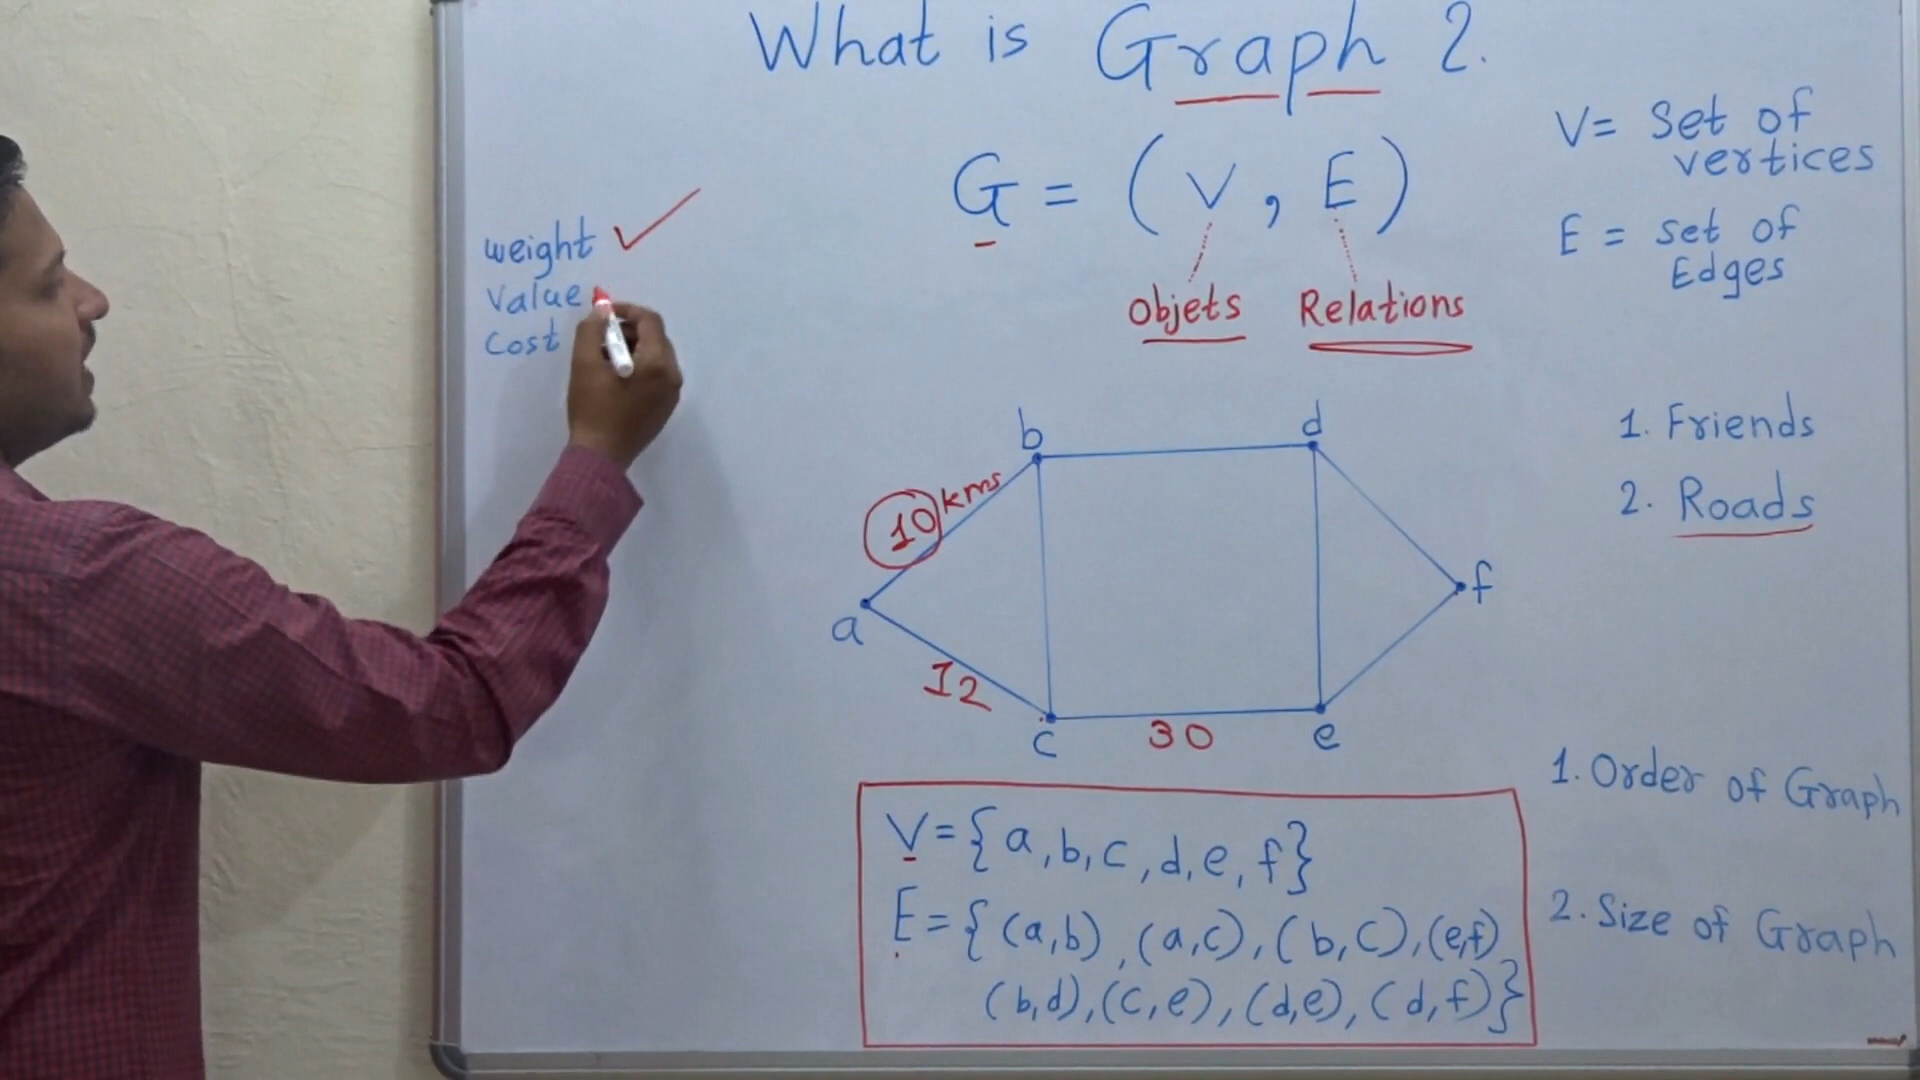 What is Graph ?.
G = (V, E)
Objets Relations
V= Set of
vertices
E = Set of
Edges
weight
Value
Cost
1. Friends
2. Roads
b
d
10 kms
a
f
12
c
30
e
1. Order of Graph
2. Size of Graph
V={a,b,c,d,e,f}
E={(a,b),(a,c),(b,c),(e,f)
(b,d),(c,e),(d,e),(d,f)}